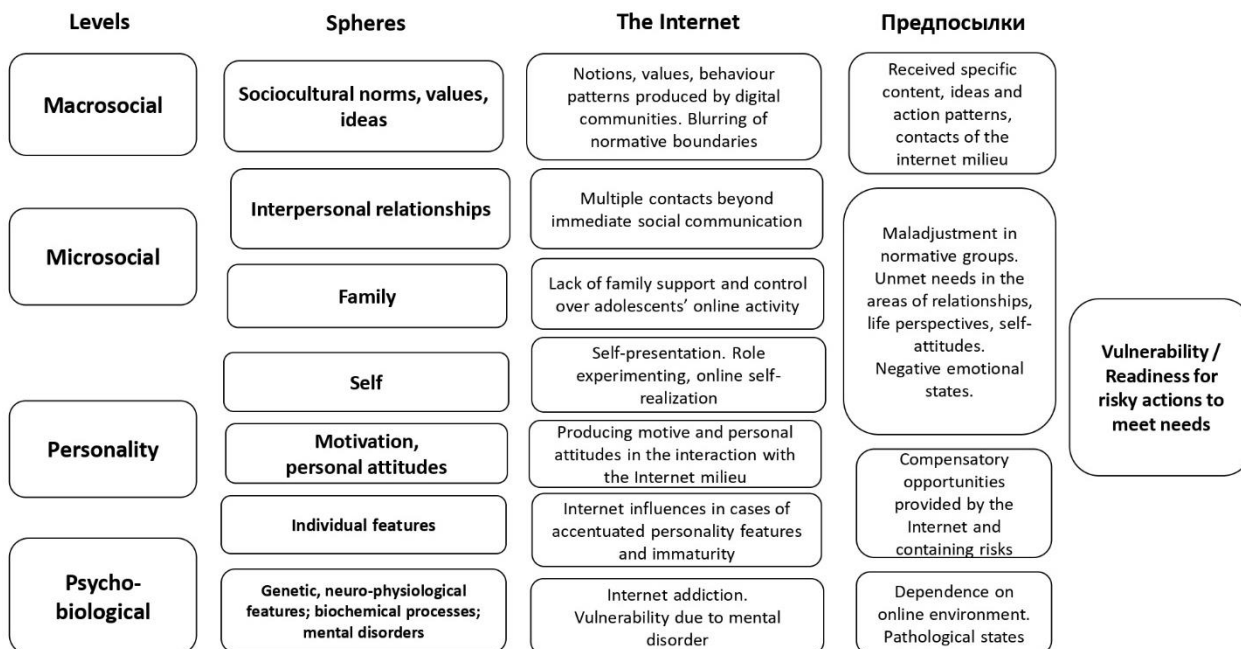 Levels
Spheres
The Internet
Предпосылки
Macrosocial
Sociocultural norms, values,
ideas
Notions, values, behaviour
patterns produced by digital
communities. Blurring of
normative boundaries
Received specific
content, ideas and
action patterns,
contacts of the
internet milieu
Microsocial
Interpersonal relationships
Multiple contacts beyond
immediate social communication
Maladjustment in
normative groups.
Unmet needs in the
areas of relationships,
life perspectives, self-
attitudes.
Negative emotional
states.
Family
Lack of family support and control
over adolescents’ online activity
Personality
Self
Self-presentation. Role
experimenting, online self-
realization
Motivation,
personal attitudes
Producing motive and personal
attitudes in the interaction with
the Internet milieu
Compensatory
opportunities
provided by the
Internet and
containing risks
Individual features
Internet influences in cases of
accentuated personality features
and immaturity
Psycho-
biological
Genetic, neuro-physiological
features; biochemical processes;
mental disorders
Internet addiction.
Vulnerability due to mental
disorder
Dependence on
online environment.
Pathological states
Vulnerability /
Readiness for
risky actions to
meet needs